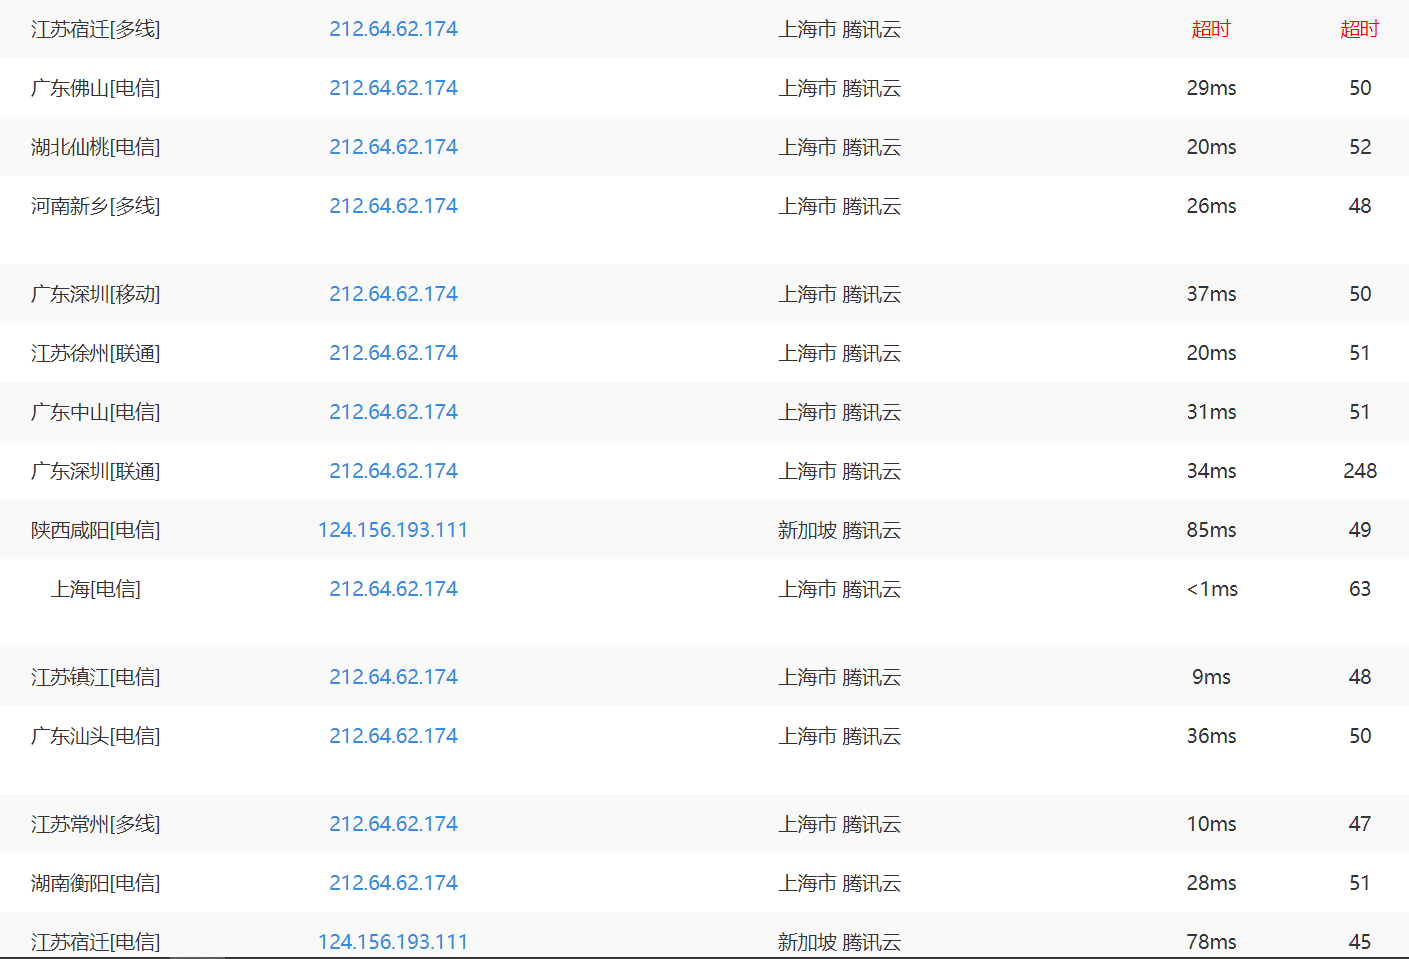 江苏宿迁[多线] 212.64.62.174 上海市 腾讯云 超时 超时
广东佛山[电信] 212.64.62.174 上海市 腾讯云 29ms 50
湖北仙桃[电信] 212.64.62.174 上海市 腾讯云 20ms 52
河南新乡[多线] 212.64.62.174 上海市 腾讯云 26ms 48
广东深圳[移动] 212.64.62.174 上海市 腾讯云 37ms 50
江苏徐州[联通] 212.64.62.174 上海市 腾讯云 20ms 51
广东中山[电信] 212.64.62.174 上海市 腾讯云 31ms 51
广东深圳[联通] 212.64.62.174 上海市 腾讯云 34ms 248
陕西咸阳[电信] 124.156.193.111 新加坡 腾讯云 85ms 49
上海[电信] 212.64.62.174 上海市 腾讯云 <1ms 63
江苏镇江[电信] 212.64.62.174 上海市 腾讯云 9ms 48
广东汕头[电信] 212.64.62.174 上海市 腾讯云 36ms 50
江苏常州[多线] 212.64.62.174 上海市 腾讯云 10ms 47
湖南衡阳[电信] 212.64.62.174 上海市 腾讯云 28ms 51
江苏宿迁[电信] 124.156.193.111 新加坡 腾讯云 78ms 45